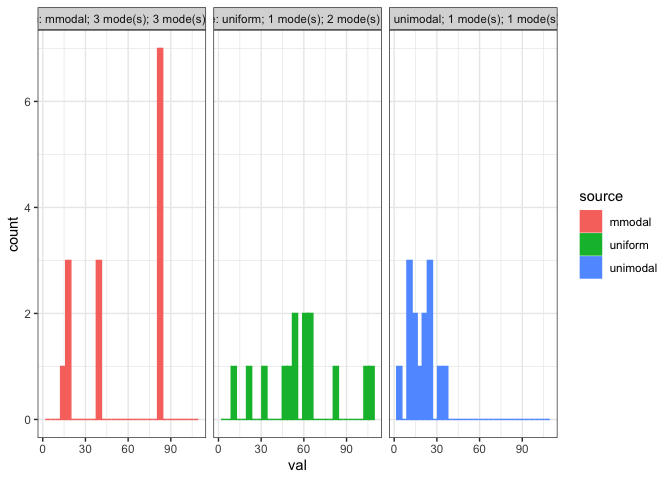 : mmodal; 3 mode(s); 3 mode(s)
: uniform; 1 mode(s); 2 mode(s)
unimodal; 1 mode(s); 1 mode(s
6
4
2
0
count
0 30 60 90 0 30 60 90 0 30 60 90
val
source
mmodal
uniform
unimodal